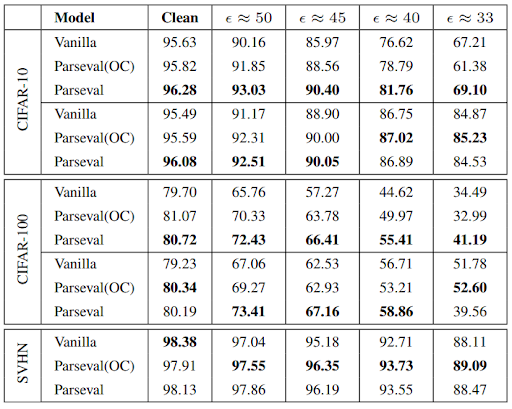 Model Clean ϵ ≈ 50 ϵ ≈ 45 ϵ ≈ 40 ϵ ≈ 33
CIFAR-10
Vanilla 95.63 90.16 85.97 76.62 67.21
Parseval(OC) 95.82 91.85 88.56 78.79 61.38
Parseval 96.28 93.03 90.40 81.76 69.10
Vanilla 95.49 91.17 88.90 86.75 84.87
Parseval(OC) 95.59 92.31 90.00 87.02 85.23
Parseval 96.08 92.51 90.05 86.89 84.53
CIFAR-100
Vanilla 79.70 65.76 57.27 44.62 34.49
Parseval(OC) 81.07 70.33 63.78 49.97 32.99
Parseval 80.72 72.43 66.41 55.41 41.19
Vanilla 79.23 67.06 62.53 56.71 51.78
Parseval(OC) 80.34 69.27 62.93 53.21 52.60
Parseval 80.19 73.41 67.16 58.86 39.56
SVHN
Vanilla 98.38 97.04 95.18 92.71 88.11
Parseval(OC) 97.91 97.55 96.35 93.73 89.09
Parseval 98.13 97.86 96.19 93.55 88.47